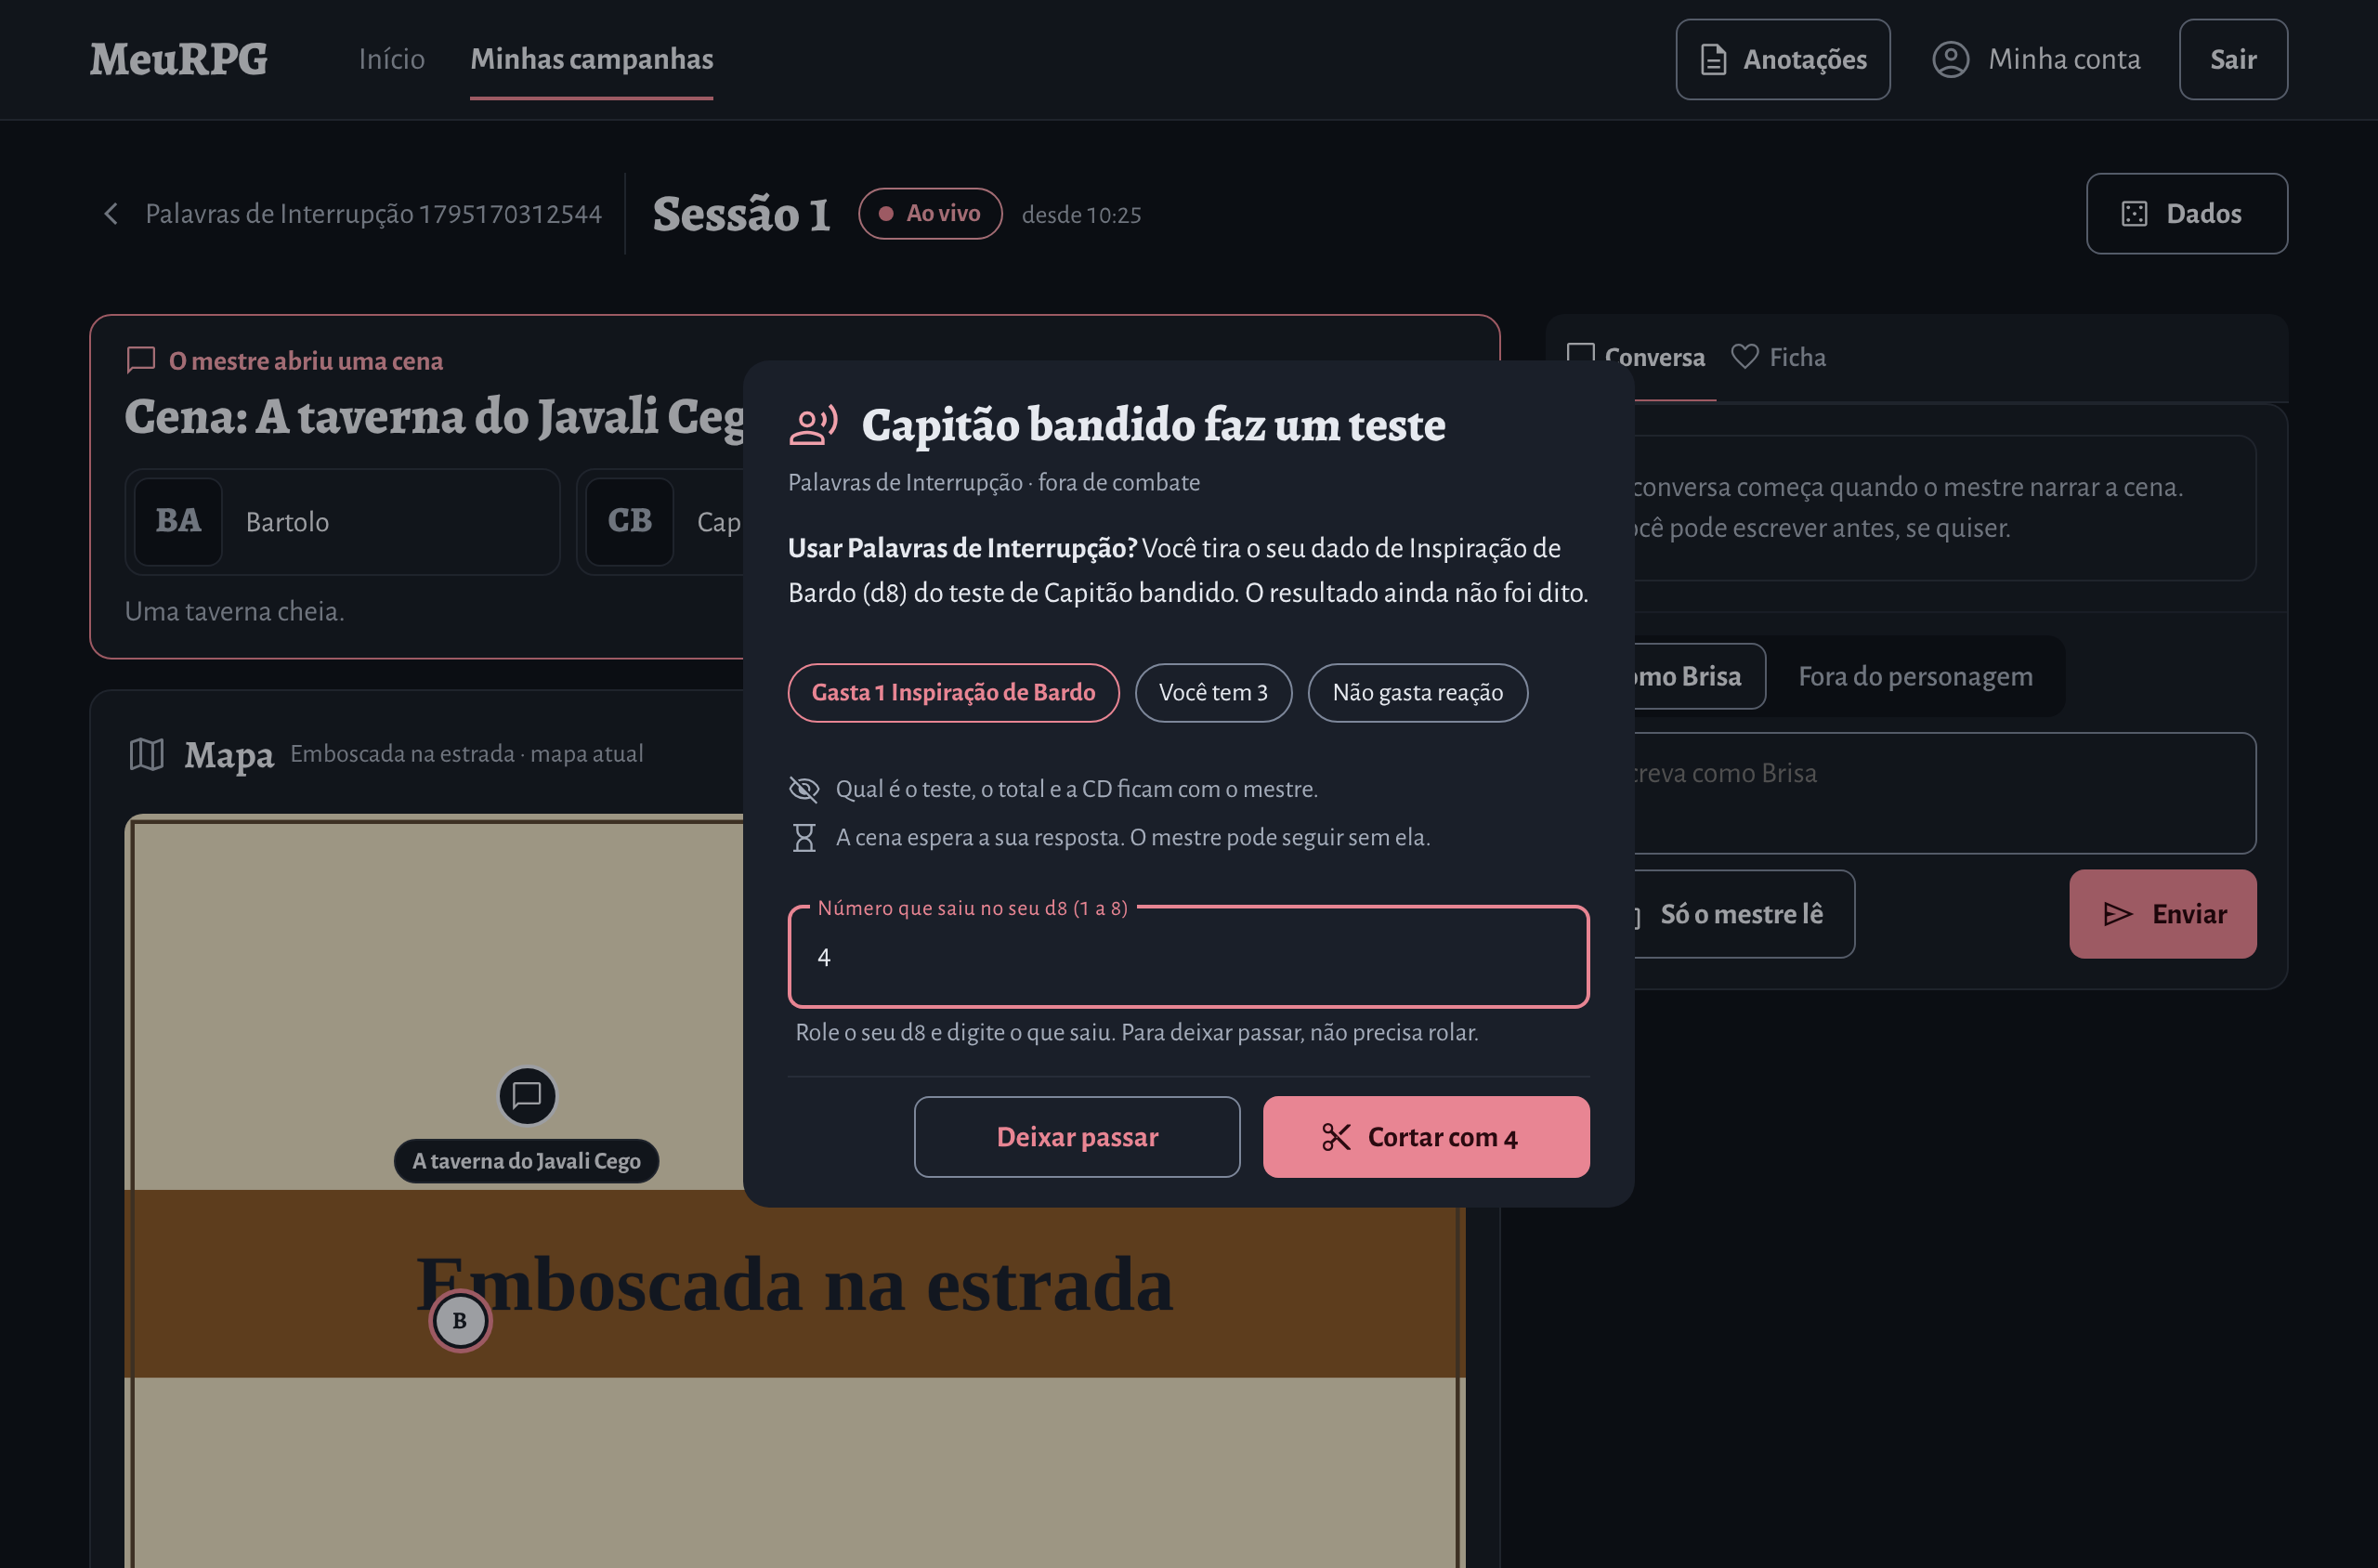 MeuRPG
Início
Minhas campanhas
Anotações
Minha conta
Sair
Palavras de Interrupção 1795170312544
Sessão 1
Ao vivo
desde 10:25
Dados
O mestre abriu uma cena
Cena: A taverna do Javali Ceg
BA
Bartolo
CB
Cap
Uma taverna cheia.
Mapa
Emboscada na estrada · mapa atual
A taverna do Javali Cego
Emboscada na estrada
B
Capitão bandido faz um teste
Palavras de Interrupção · fora de combate
Usar Palavras de Interrupção? Você tira o seu dado de Inspiração de
Bardo (d8) do teste de Capitão bandido. O resultado ainda não foi dito.
Gasta 1 Inspiração de Bardo
Você tem 3
Não gasta reação
Qual é o teste, o total e a CD ficam com o mestre.
A cena espera a sua resposta. O mestre pode seguir sem ela.
Número que saiu no seu d8 (1 a 8)
4
Role o seu d8 e digite o que saiu. Para deixar passar, não precisa rolar.
Deixar passar
Cortar com 4
Conversa
Ficha
conversa começa quando o mestre narrar a cena.
cê pode escrever antes, se quiser.
mo Brisa
Fora do personagem
reva como Brisa
Só o mestre lê
Enviar